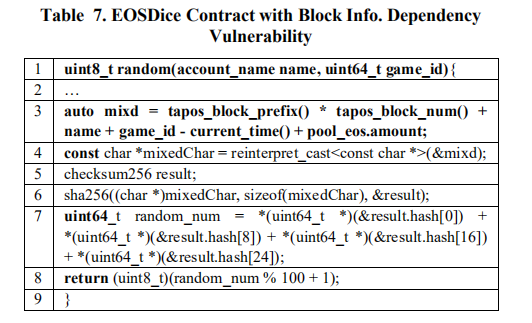 Table 7. EOSDice Contract with Block Info. Dependency
Vulnerability
1 uint8_t random(account_name name, uint64_t game_id){
2 …
3 auto mixd = tapos_block_prefix() * tapos_block_num() +
name + game_id - current_time() + pool_eos.amount;
4 const char *mixedChar = reinterpret_cast<const char *>(&mixd);
5 checksum256 result;
6 sha256((char *)mixedChar, sizeof(mixedChar), &result);
7 uint64_t random_num = *(uint64_t *)(&result.hash[0]) +
*(uint64_t *)(&result.hash[8]) + *(uint64_t *)(&result.hash[16])
+ *(uint64_t *)(&result.hash[24]);
8 return (uint8_t)(random_num % 100 + 1);
9 }